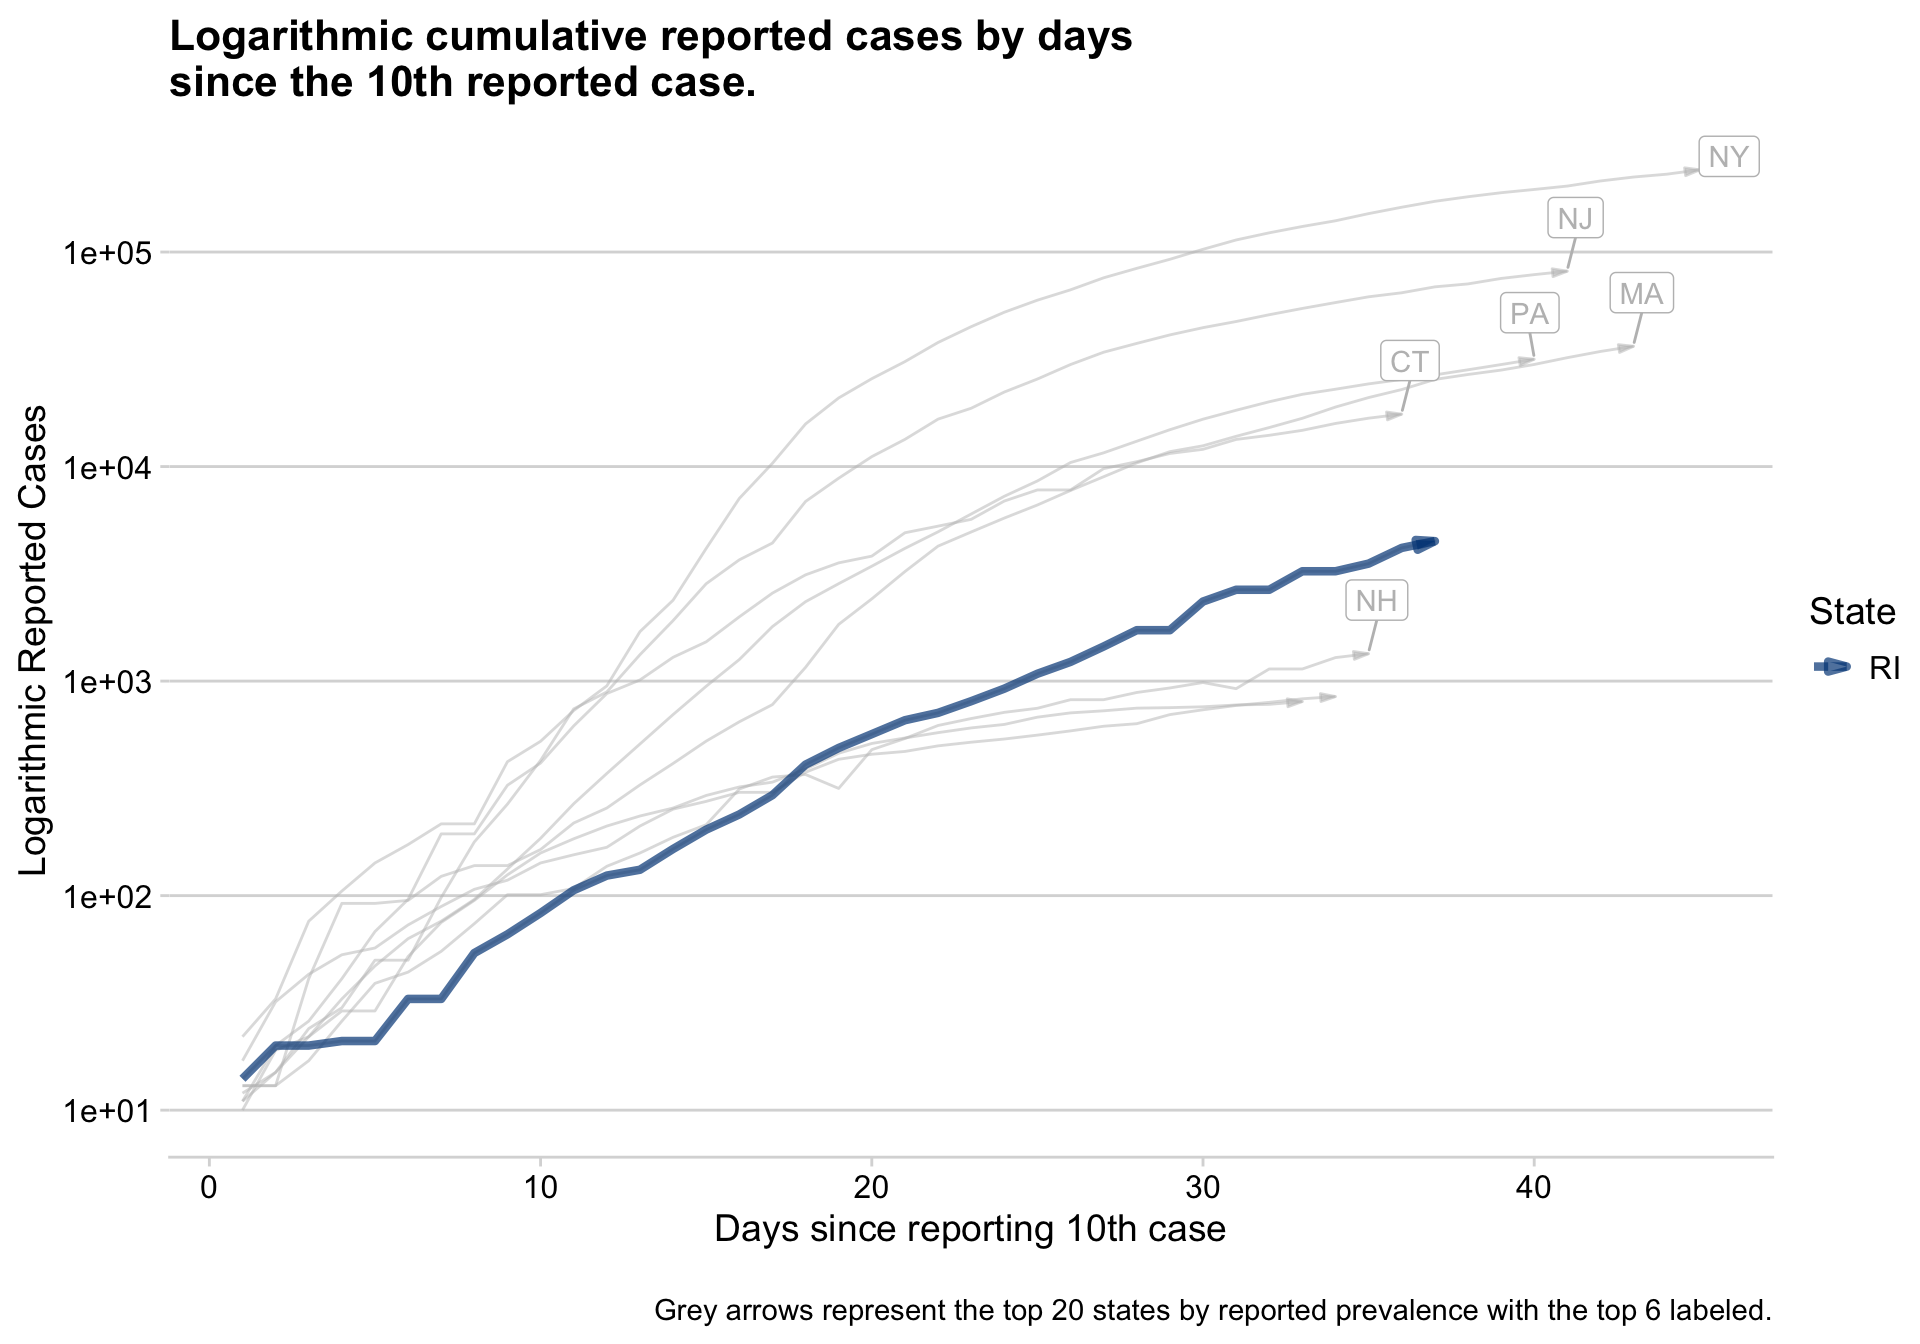 Logarithmic cumulative reported cases by days
since the 10th reported case.
NY
NJ
MA
PA
CT
NH
1e+05
1e+04
1e+03
1e+02
1e+01
Logarithmic Reported Cases
State
RI
0 10 20 30 40
Days since reporting 10th case
Grey arrows represent the top 20 states by reported prevalence with the top 6 labeled.